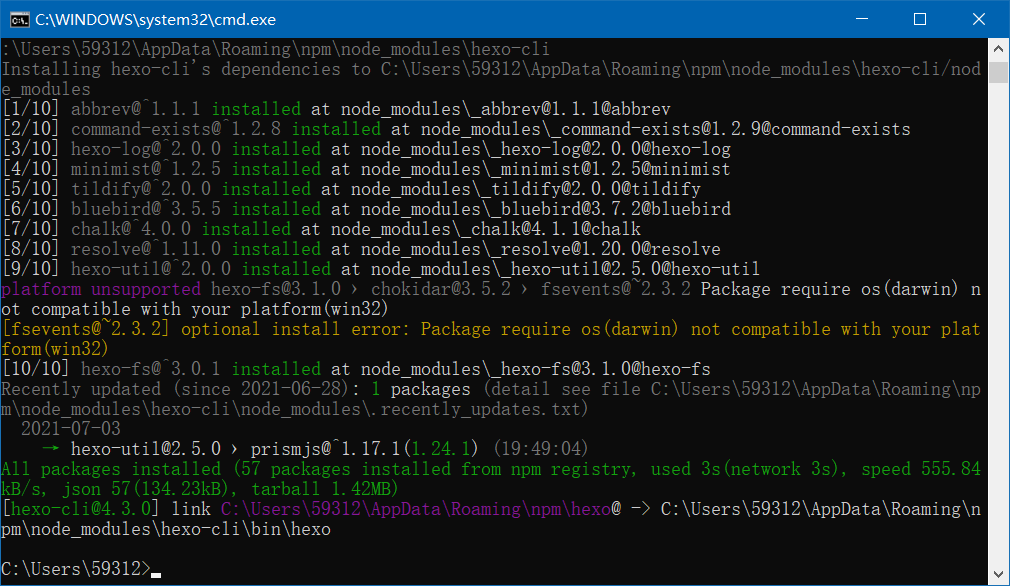 C:\WINDOWS\system32\cmd.exe
:\Users\59312\AppData\Roaming\npm\node_modules\hexo-cli
Installing hexo-cli's dependencies to C:\Users\59312\AppData\Roaming\npm\node_modules\hexo-cli/nod
e_modules
[1/10] abbrev@^1.1.1 installed at node_modules\_abbrev@1.1.1@abbrev
[2/10] command-exists@^1.2.8 installed at node_modules\_command-exists@1.2.9@command-exists
[3/10] hexo-log@^2.0.0 installed at node_modules\_hexo-log@2.0.0@hexo-log
[4/10] minimist@^1.2.5 installed at node_modules\_minimist@1.2.5@minimist
[5/10] tildify@^2.0.0 installed at node_modules\_tildify@2.0.0@tildify
[6/10] bluebird@^3.5.5 installed at node_modules\_bluebird@3.7.2@bluebird
[7/10] chalk@^4.0.0 installed at node_modules\_chalk@4.1.1@chalk
[8/10] resolve@^1.11.0 installed at node_modules\_resolve@1.20.0@resolve
[9/10] hexo-util@^2.0.0 installed at node_modules\_hexo-util@2.5.0@hexo-util
platform unsupported hexo-fs@3.1.0 › chokidar@3.5.2 › fsevents@~2.3.2 Package require os(darwin) n
ot compatible with your platform(win32)
[fsevents@~2.3.2] optional install error: Package require os(darwin) not compatible with your plat
form(win32)
[10/10] hexo-fs@^3.0.1 installed at node_modules\_hexo-fs@3.1.0@hexo-fs
Recently updated (since 2021-06-28): 1 packages (detail see file C:\Users\59312\AppData\Roaming\np
m\node_modules\hexo-cli\node_modules\.recently_updates.txt)
2021-07-03
→ hexo-util@2.5.0 › prismjs@^1.17.1(1.24.1) (19:49:04)
All packages installed (57 packages installed from npm registry, used 3s(network 3s), speed 555.84
kB/s, json 57(134.23kB), tarball 1.42MB)
[hexo-cli@4.3.0] link C:\Users\59312\AppData\Roaming\npm\hexo@ -> C:\Users\59312\AppData\Roaming\n
pm\node_modules\hexo-cli\bin\hexo
C:\Users\59312>